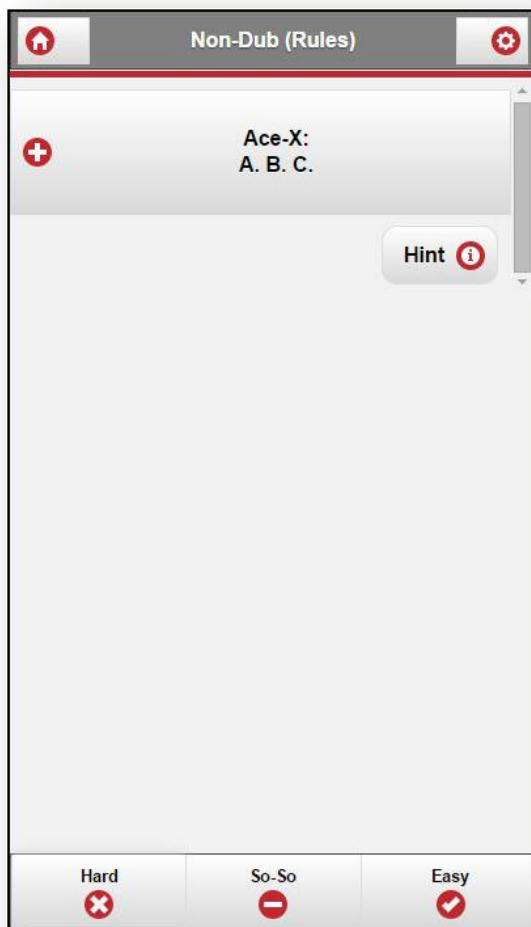 Non-Dub (Rules)
Ace-X:
A. B. C.
Hint
Hard
So-So
Easy